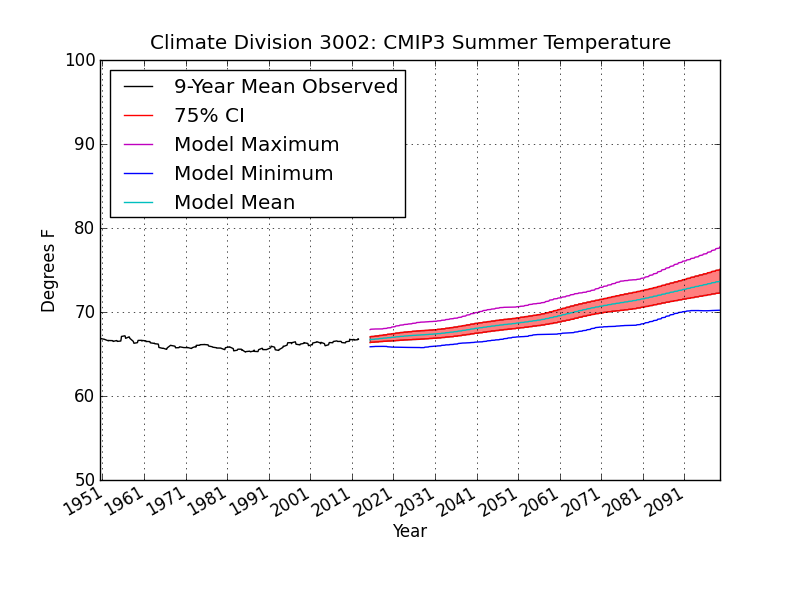 Climate Division 3002: CMIP3 Summer Temperature
100
90
80
70
60
50
Degrees F
9-Year Mean Observed
75% CI
Model Maximum
Model Minimum
Model Mean
1951
1961
1971
1981
1991
2001
2011
2021
2031
2041
2051
2061
2071
2081
2091
Year